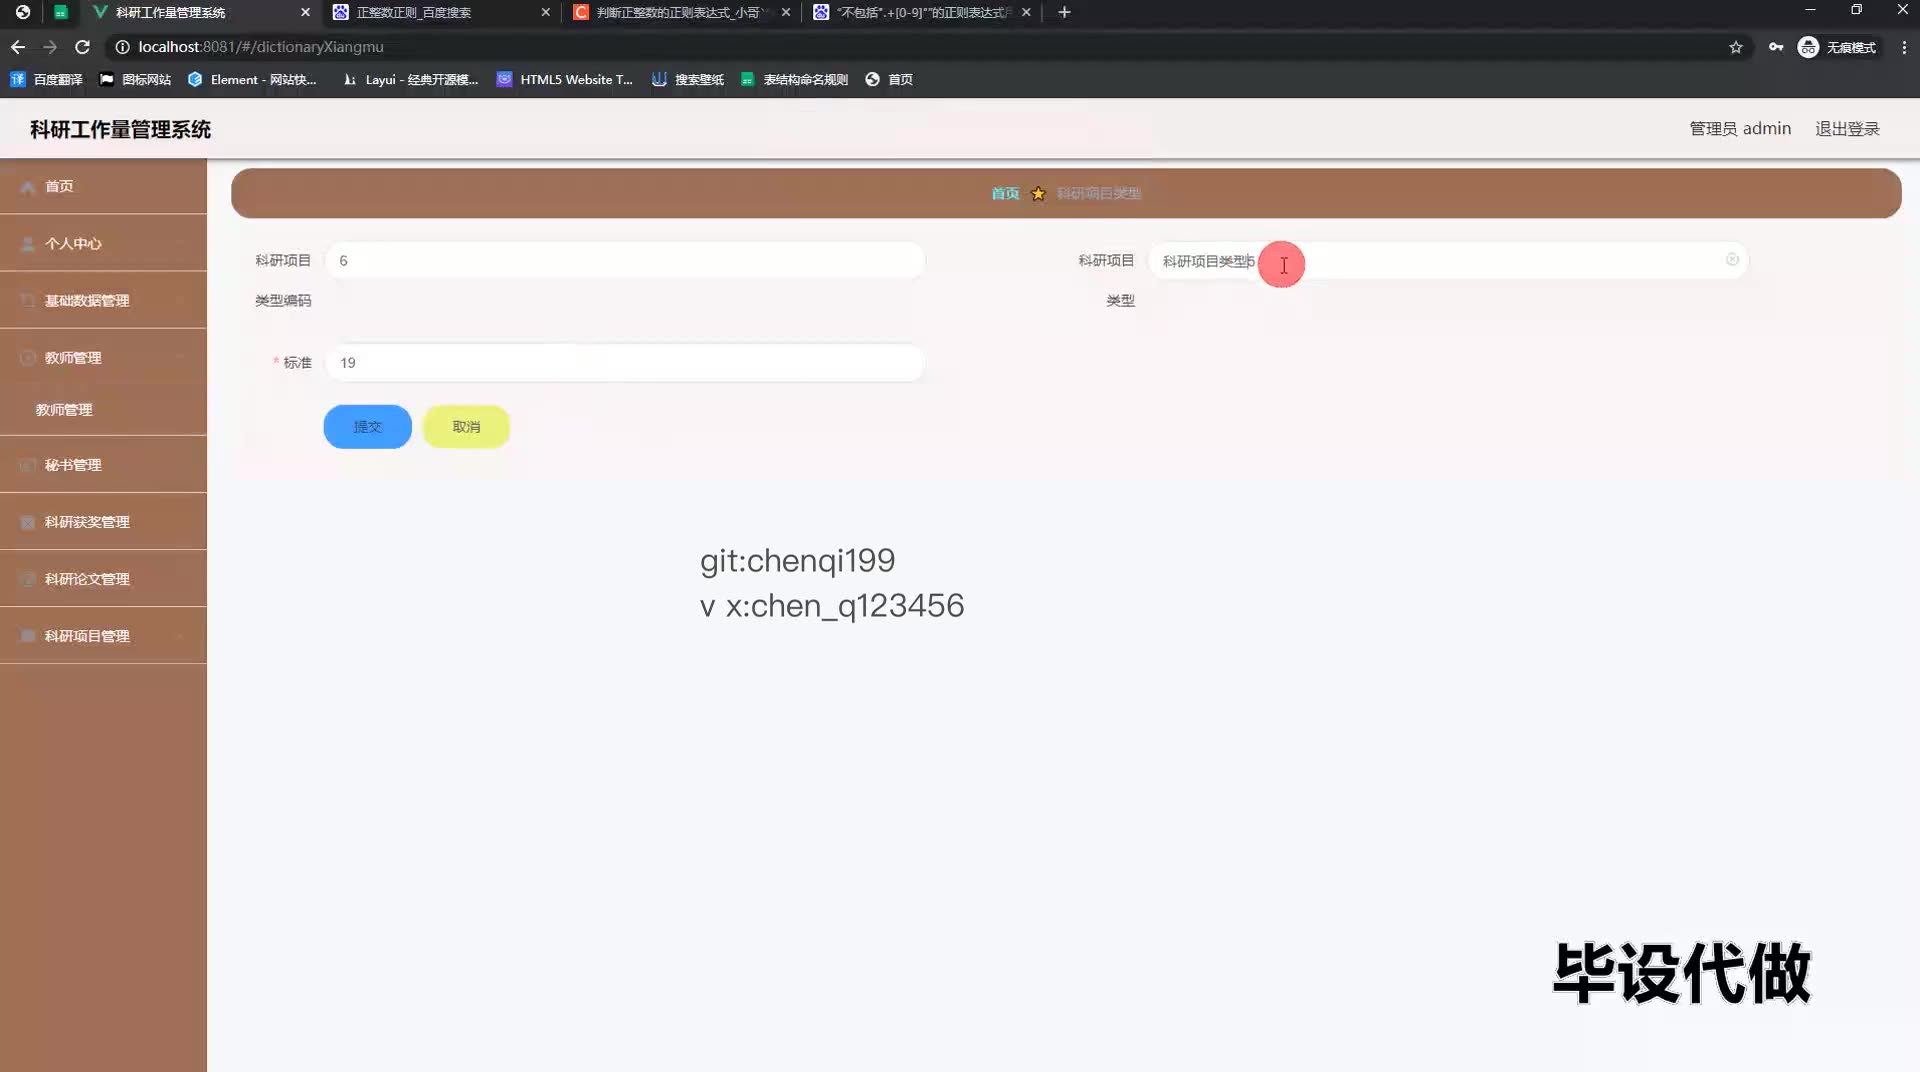 科研工作量管理系统
正整数正则_百度搜索
判断正整数的正则表达式_小哥
"不包括".+[0-9]""的正则表达式
localhost:8081/#/dictionaryXiangmu
无痕模式
百度翻译
图标网站
Element - 网站快...
Layui - 经典开源模...
HTML5 Website T...
搜索壁纸
表结构命名规则
首页
科研工作量管理系统
管理员 admin
退出登录
首页
个人中心
基础数据管理
教师管理
教师管理
秘书管理
科研获奖管理
科研论文管理
科研项目管理
首页 科研项目类型
科研项目
类型编码
6
科研项目
类型
科研项目类型5
* 标准
19
提交
取消
git:chenqi199
v x:chen_q123456
毕设代做